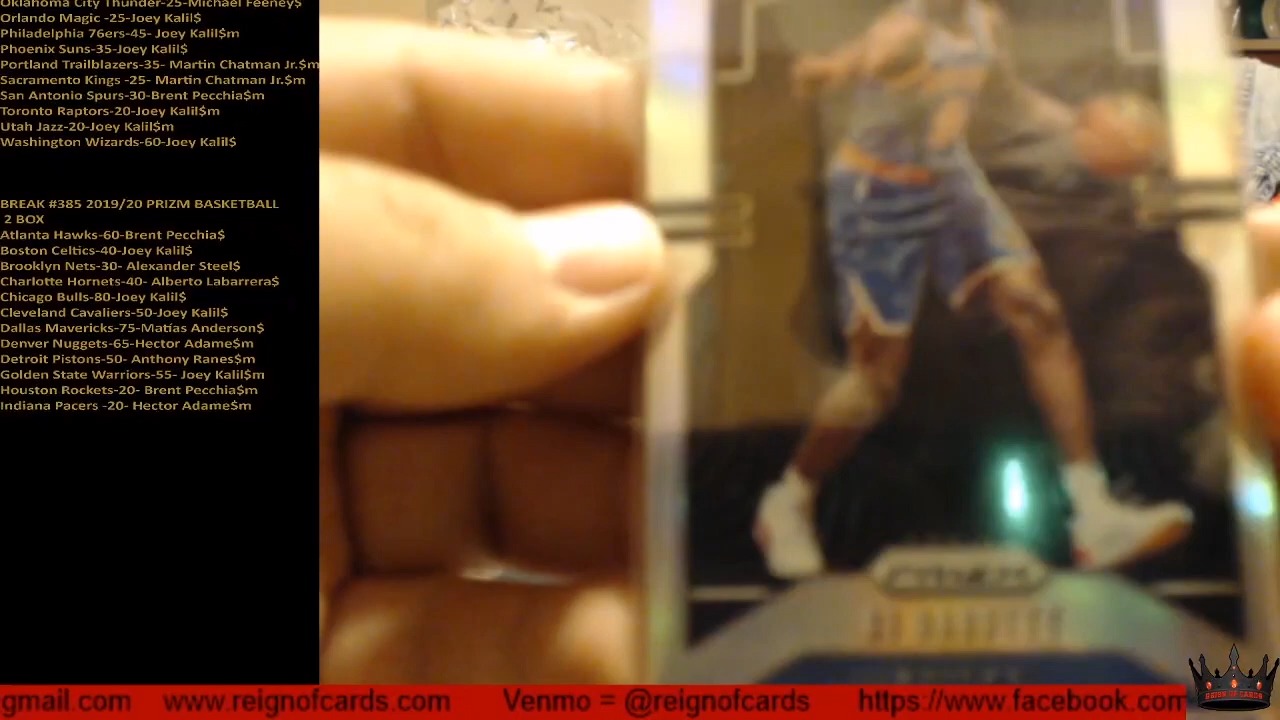 Oklahoma City Thunder-25-Michael Feeney$
Orlando Magic -25-Joey Kalil$
Philadelphia 76ers-45- Joey Kalil$m
Phoenix Suns-35-Joey Kalil$
Portland Trailblazers-35- Martin Chatman Jr.$m
Sacramento Kings -25- Martin Chatman Jr.$m
San Antonio Spurs-30-Brent Pecchia$m
Toronto Raptors-20-Joey Kalil$m
Utah Jazz-20-Joey Kalil$m
Washington Wizards-60-Joey Kalil$
BREAK #385 2019/20 PRIZM BASKETBALL
2 BOX
Atlanta Hawks-60-Brent Pecchia$
Boston Celtics-40-Joey Kalil$
Brooklyn Nets-30- Alexander Steel$
Charlotte Hornets-40- Alberto Labarrera$
Chicago Bulls-80-Joey Kalil$
Cleveland Cavaliers-50-Joey Kalil$
Dallas Mavericks-75-Matías Anderson$
Denver Nuggets-65-Hector Adame$m
Detroit Pistons-50- Anthony Ranes$m
Golden State Warriors-55- Joey Kalil$m
Houston Rockets-20- Brent Pecchia$m
Indiana Pacers -20- Hector Adame$m
PRIZM
RJ BARRETT
gmail.com www.reignofcards.com Venmo = @reignofcards https://www.facebook.com
REIGN OF CARDS